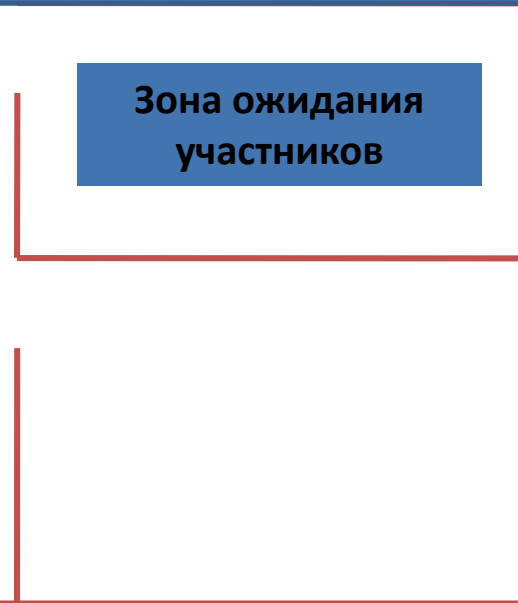 Зона ожидания
участников